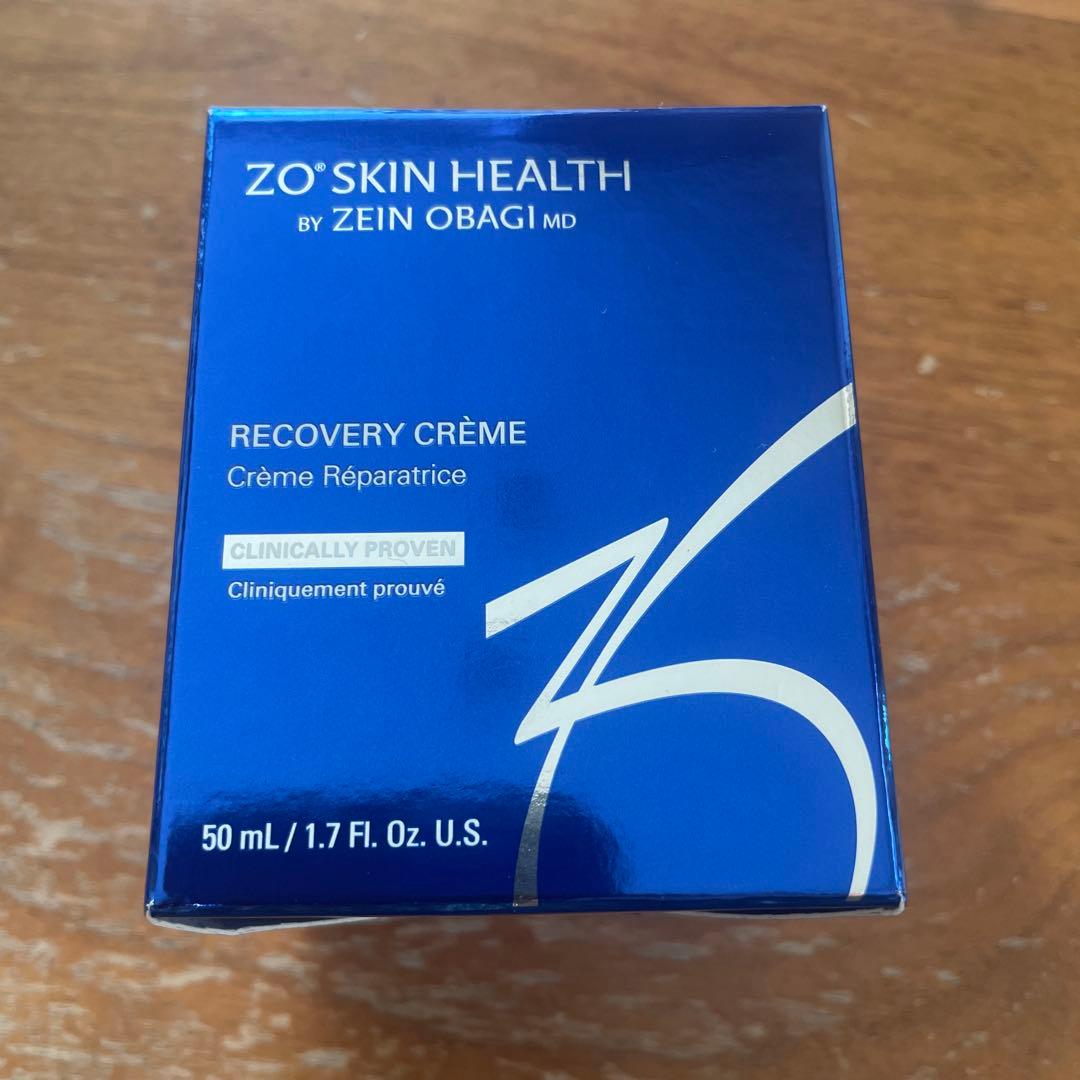 ZO® SKIN HEALTH
BY ZEIN OBAGI MD
RECOVERY CRÈME
Crème Réparatrice
CLINICALLY PROVEN
Cliniquement prouvé
50 mL / 1.7 Fl. Oz. U.S.